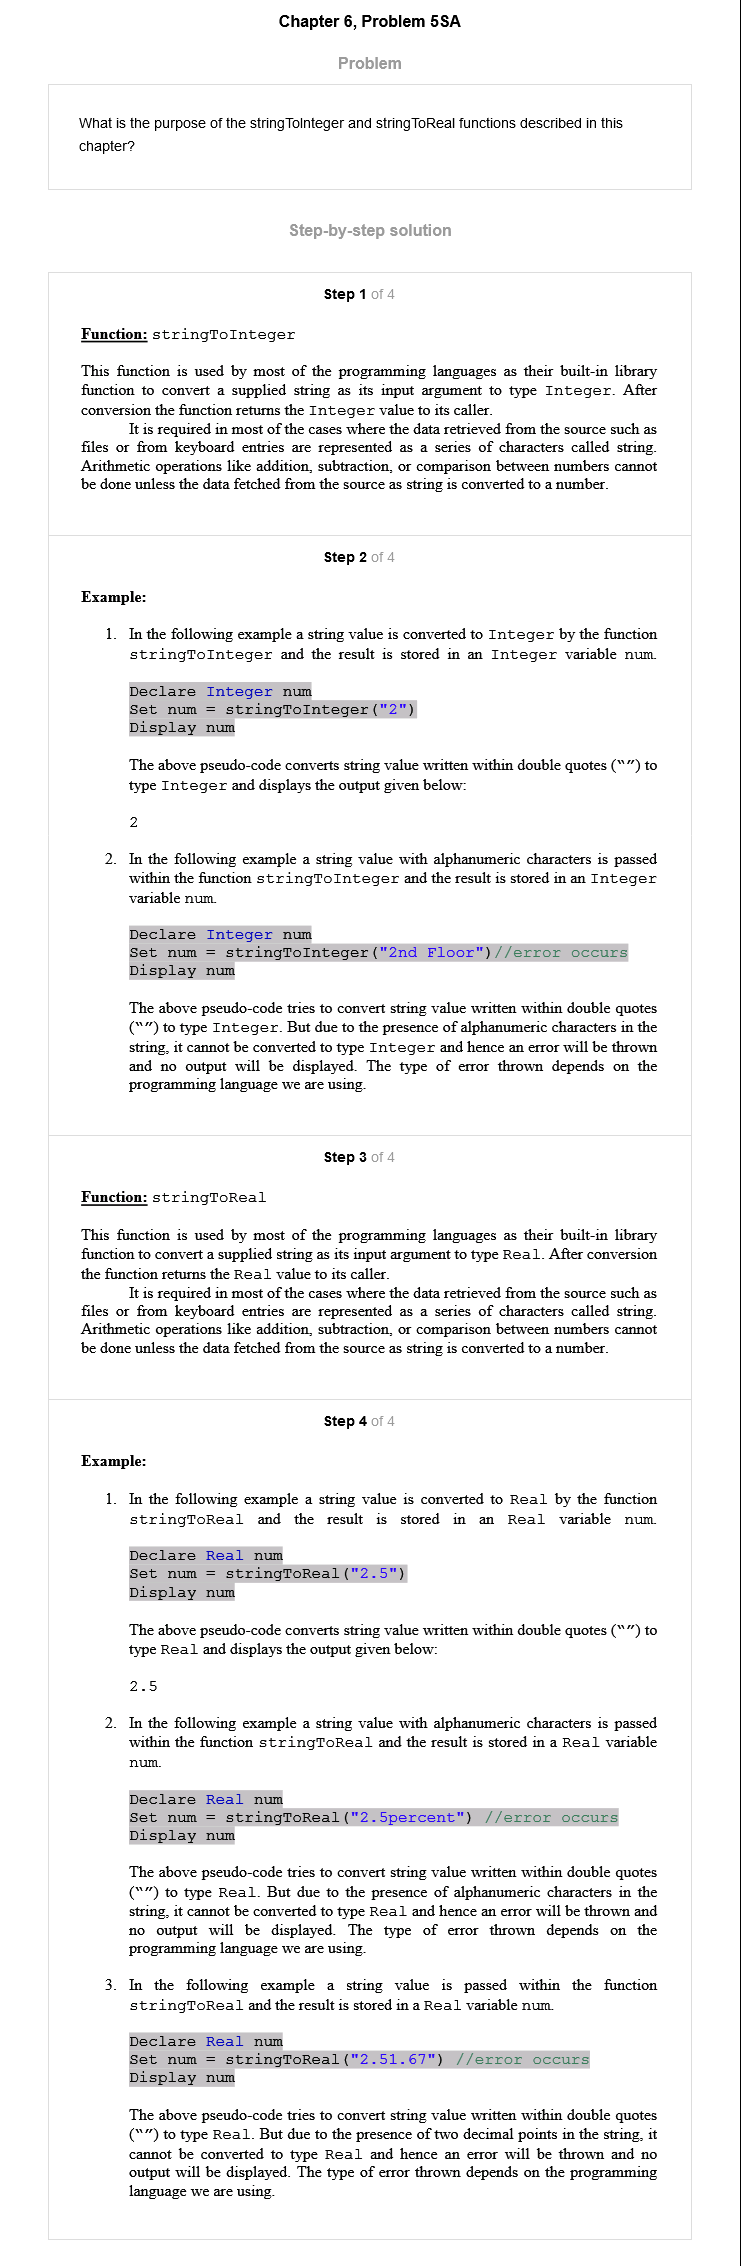 Chapter 6, Problem 5SA
Problem
What is the purpose of the stringToInteger and stringToReal functions described in this
chapter?
Step-by-step solution
Step 1 of 4
Function: stringToInteger
This function is used by most of the programming languages as their built-in library
function to convert a supplied string as its input argument to type Integer. After
conversion the function returns the Integer value to its caller.
It is required in most of the cases where the data retrieved from the source such as
files or from keyboard entries are represented as a series of characters called string.
Arithmetic operations like addition, subtraction, or comparison between numbers cannot
be done unless the data fetched from the source as string is converted to a number.
Step 2 of 4
Example:
1. In the following example a string value is converted to Integer by the function
stringToInteger and the result is stored in an Integer variable num.
Declare Integer num
Set num = stringToInteger("2")
Display num
The above pseudo-code converts string value written within double quotes (“”) to
type Integer and displays the output given below:
2
2. In the following example a string value with alphanumeric characters is passed
within the function stringToInteger and the result is stored in an Integer
variable num.
Declare Integer num
Set num = stringToInteger("2nd Floor")//error occurs
Display num
The above pseudo-code tries to convert string value written within double quotes
(“”) to type Integer. But due to the presence of alphanumeric characters in the
string, it cannot be converted to type Integer and hence an error will be thrown
and no output will be displayed. The type of error thrown depends on the
programming language we are using.
Step 3 of 4
Function: stringToReal
This function is used by most of the programming languages as their built-in library
function to convert a supplied string as its input argument to type Real. After conversion
the function returns the Real value to its caller.
It is required in most of the cases where the data retrieved from the source such as
files or from keyboard entries are represented as a series of characters called string.
Arithmetic operations like addition, subtraction, or comparison between numbers cannot
be done unless the data fetched from the source as string is converted to a number.
Step 4 of 4
Example:
1. In the following example a string value is converted to Real by the function
stringToReal and the result is stored in an Real variable num.
Declare Real num
Set num = stringToReal("2.5")
Display num
The above pseudo-code converts string value written within double quotes (“”) to
type Real and displays the output given below:
2.5
2. In the following example a string value with alphanumeric characters is passed
within the function stringToReal and the result is stored in a Real variable
num.
Declare Real num
Set num = stringToReal("2.5percent") //error occurs
Display num
The above pseudo-code tries to convert string value written within double quotes
(“”) to type Real. But due to the presence of alphanumeric characters in the
string, it cannot be converted to type Real and hence an error will be thrown and
no output will be displayed. The type of error thrown depends on the
programming language we are using.
3. In the following example a string value is passed within the function
stringToReal and the result is stored in a Real variable num.
Declare Real num
Set num = stringToReal("2.51.67") //error occurs
Display num
The above pseudo-code tries to convert string value written within double quotes
(“”) to type Real. But due to the presence of two decimal points in the string, it
cannot be converted to type Real and hence an error will be thrown and no
output will be displayed. The type of error thrown depends on the programming
language we are using.